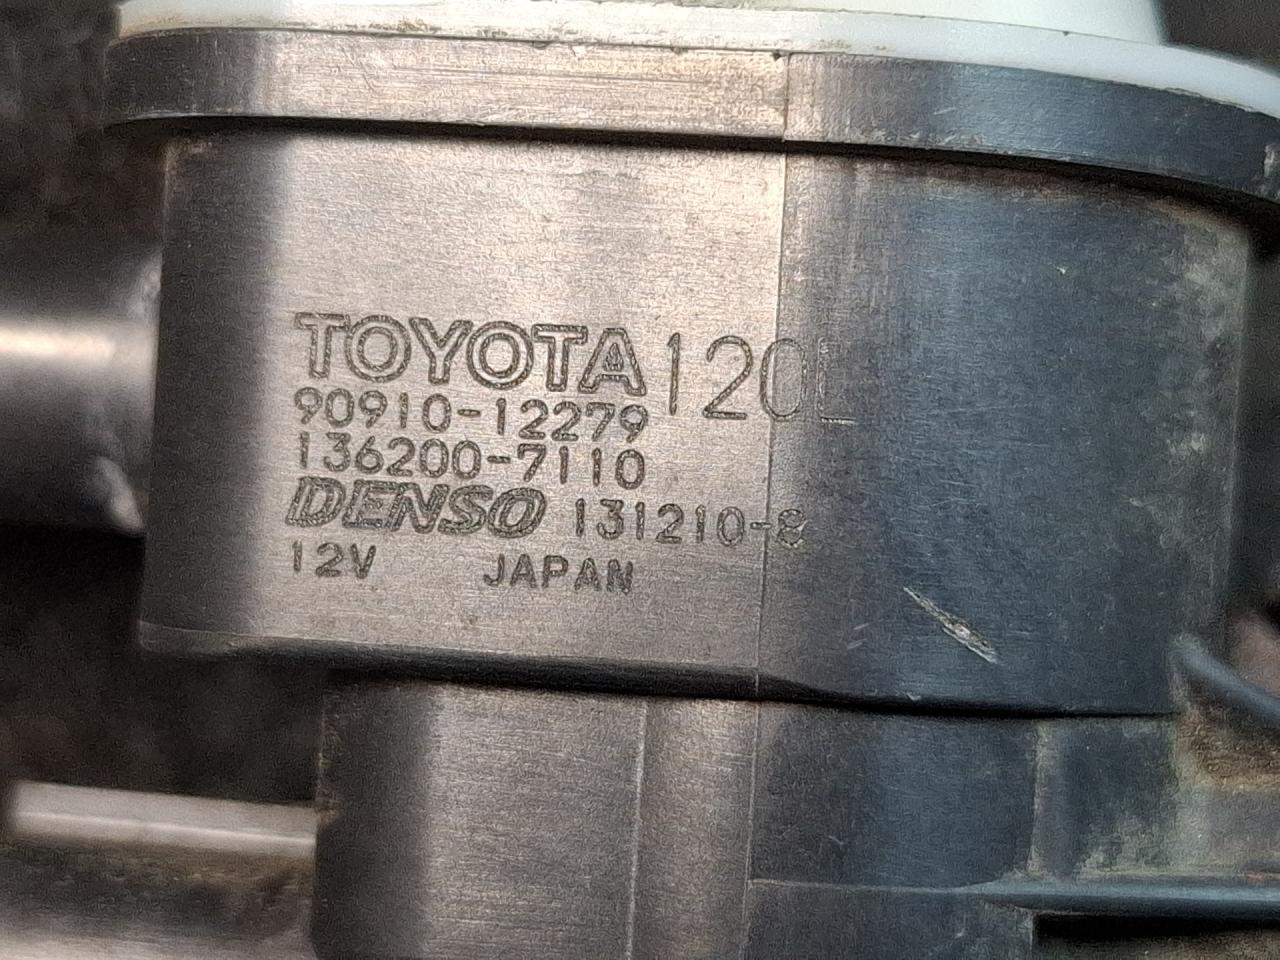 TOYOTA 120L
90910-12279
136200-7110
DENSO 131210-8
12V JAPAN